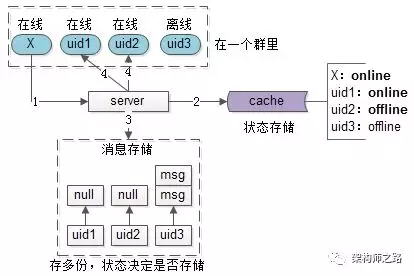 在线 在线 在线 离线
X uid1 uid2 uid3
在一个群里
4 4
1 server 2 cache
3
状态存储
X：online
uid1：online
uid2：offline
uid3：offline
消息存储
msg
null null msg
uid1 uid2 uid3
存多份，状态决定是否存储
架构师之路